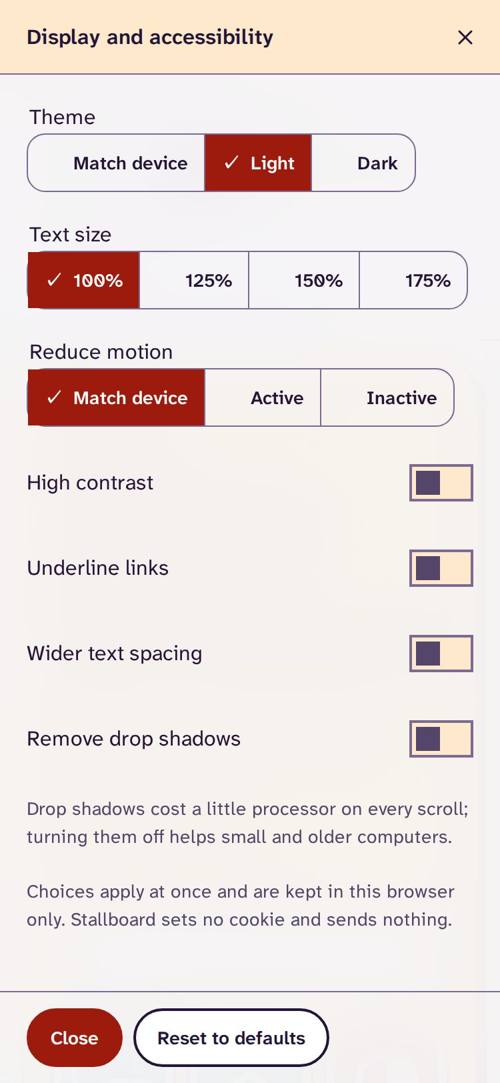 Display and accessibility
Theme
✓ Match device Light Dark
Text size
✓ 100% 125% 150% 175%
Reduce motion
✓ Match device Active Inactive
High contrast
Underline links
Wider text spacing
Remove drop shadows
Drop shadows cost a little processor on every scroll;
turning them off helps small and older computers.
Choices apply at once and are kept in this browser
only. Stallboard sets no cookie and sends nothing.
Close Reset to defaults